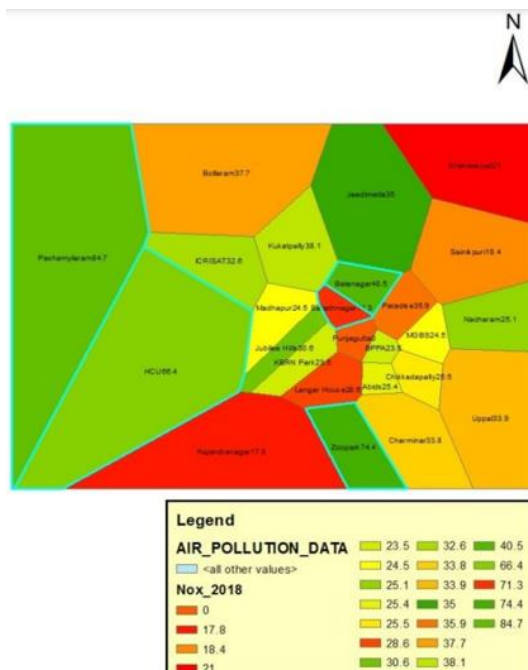 N
Bollaram37.7
Jeedimetla35
Sainikpuri18.4
Kukatpally38.1
ICRISAT32.6
Pashamylaram84.7
Balanagar40.5
Paradise35.9
Madhapur24.5
Nacharam25.1
MGBS24.5
Punjagutta0
BPPA23.5
Jubilee Hills30.6
KBRN Park23.5
HCU66.4
Langer House28.6
Abids25.4
Uppal33.9
Charminar33.8
Zoopark74.4
Rajendranagar17.8
Legend
AIR_POLLUTION_DATA
<all other values>
Nox_2018
0
17.8
18.4
21
23.5
24.5
25.1
25.4
25.5
28.6
30.6
32.6
33.8
33.9
35
35.9
37.7
38.1
40.5
66.4
71.3
74.4
84.7